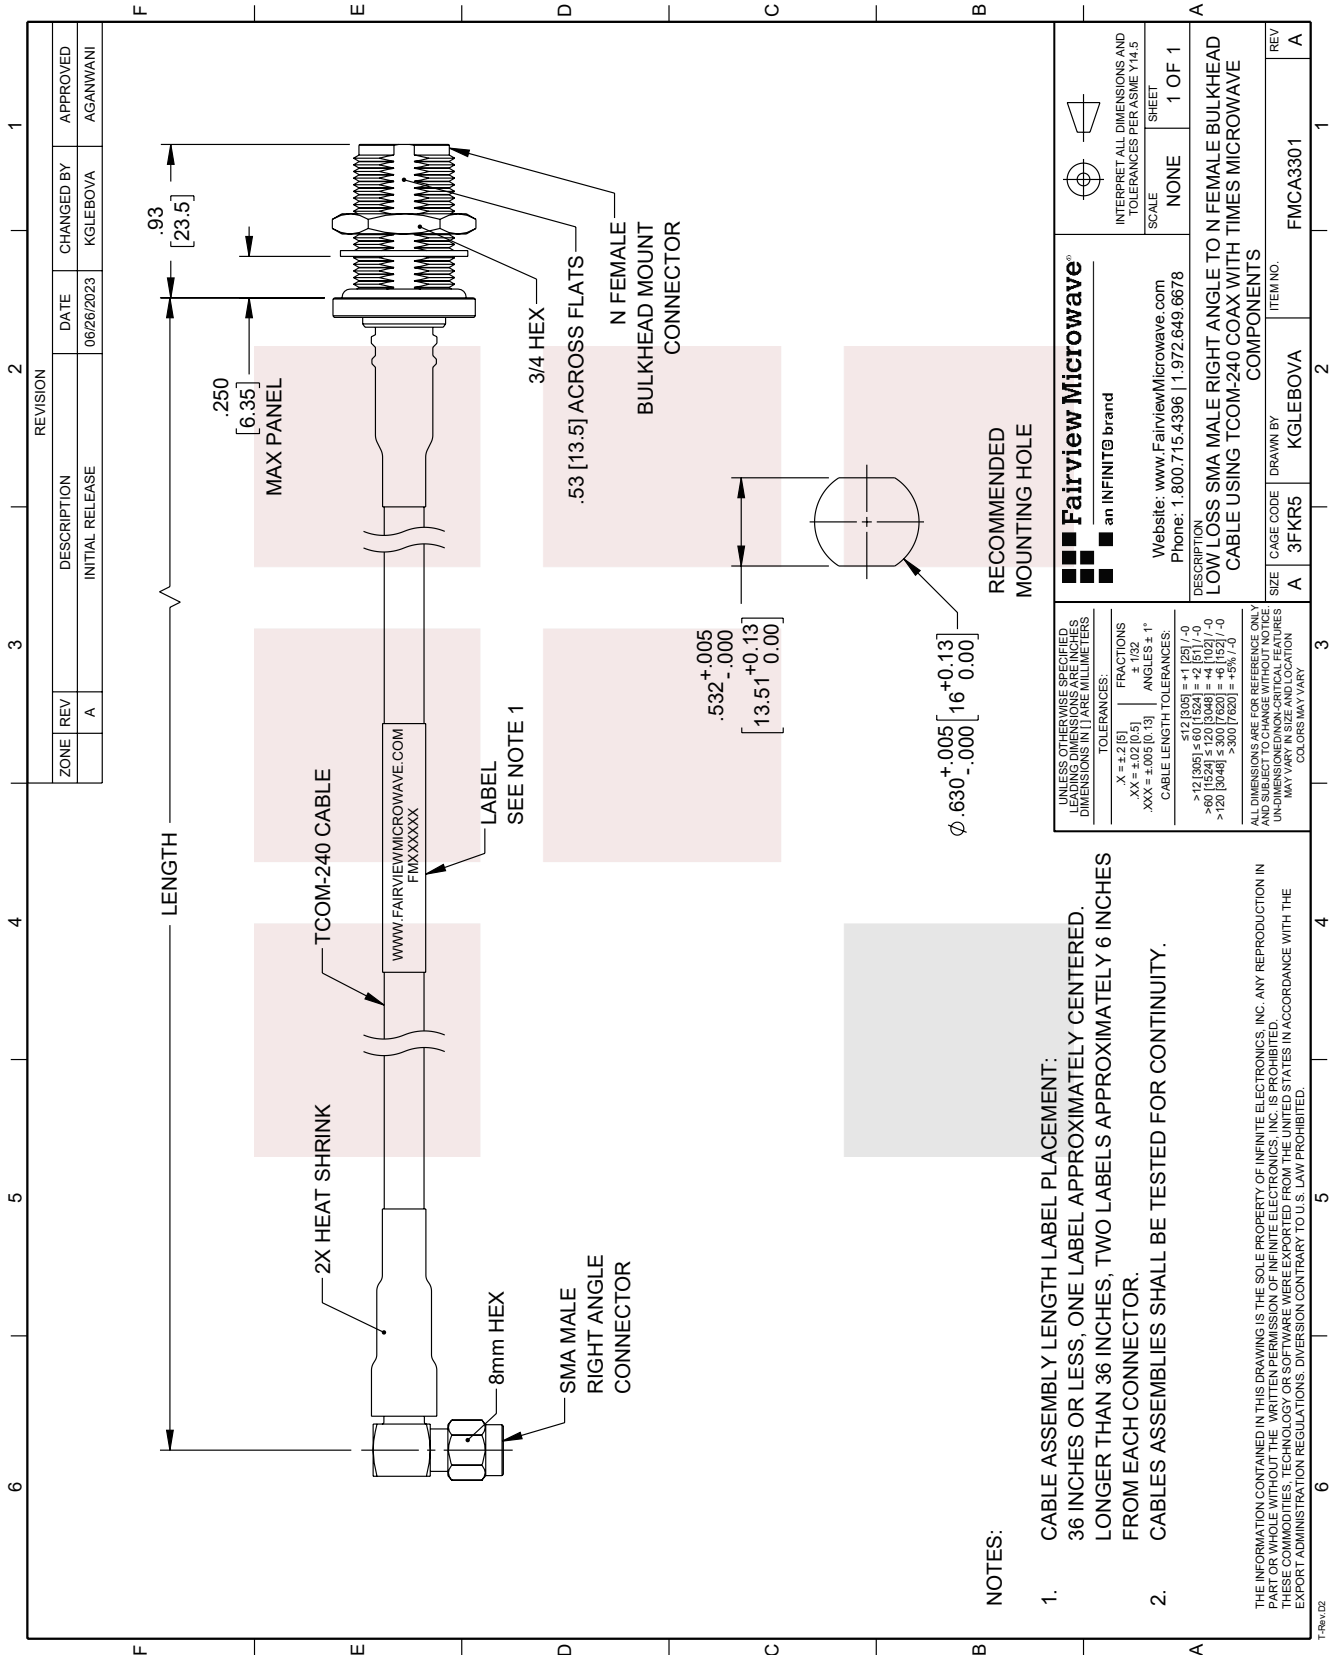 REVISION
ZONE REV DESCRIPTION DATE CHANGED BY APPROVED
A INITIAL RELEASE 06/26/2023 KGLEBOVA AGANWANI
6 5 4 3 2 1
F
E
D
C
B
A
F
E
D
C
B
A
LENGTH
.93
[23.5]
.250
[6.35]
MAX PANEL
2X HEAT SHRINK
TCOM-240 CABLE
WWW.FAIRVIEWMICROWAVE.COM
FMXXXXXX
LABEL
SEE NOTE 1
8mm HEX
SMA MALE
RIGHT ANGLE
CONNECTOR
3/4 HEX
.53 [13.5] ACROSS FLATS
N FEMALE
BULKHEAD MOUNT
CONNECTOR
.532 +.005 -.000
[13.51 +0.13 0.00]
Ø.630 +.005 -.000 [16 +0.13 0.00]
RECOMMENDED
MOUNTING HOLE
NOTES:
1. CABLE ASSEMBLY LENGTH LABEL PLACEMENT:
36 INCHES OR LESS, ONE LABEL APPROXIMATELY CENTERED.
LONGER THAN 36 INCHES, TWO LABELS APPROXIMATELY 6 INCHES
FROM EACH CONNECTOR.
2. CABLES ASSEMBLIES SHALL BE TESTED FOR CONTINUITY.
THE INFORMATION CONTAINED IN THIS DRAWING IS THE SOLE PROPERTY OF INFINITE ELECTRONICS, INC. ANY REPRODUCTION IN
PART OR WHOLE WITHOUT THE WRITTEN PERMISSION OF INFINITE ELECTRONICS, INC. IS PROHIBITED.
THESE COMMODITIES, TECHNOLOGY OR SOFTWARE WERE EXPORTED FROM THE UNITED STATES IN ACCORDANCE WITH THE
EXPORT ADMINISTRATION REGULATIONS. DIVERSION CONTRARY TO U.S. LAW PROHIBITED.
UNLESS OTHERWISE SPECIFIED
LEADING DIMENSIONS ARE INCHES
DIMENSIONS IN [ ] ARE MILLIMETERS
TOLERANCES:
.X = ±.2 [5] FRACTIONS
.XX = ±.02 [0.5] ± 1/32
.XXX = ±.005 [0.13] ANGLES ± 1°
CABLE LENGTH TOLERANCES:
≤12 [305] = +1 [25] / -0
>12 [305] ≤ 60 [1524] = +2 [51] / -0
>60 [1524] ≤ 120 [3048] = +4 [102] / -0
>120 [3048] ≤ 300 [7620] = +6 [152] / -0
>300 [7620] = +5% / -0
ALL DIMENSIONS ARE FOR REFERENCE ONLY
AND SUBJECT TO CHANGE WITHOUT NOTICE.
UN-DIMENSIONED/NON-CRITICAL FEATURES
MAY VARY IN SIZE AND LOCATION
COLORS MAY VARY
Fairview Microwave®
an INFINIT@ brand
Website: www.FairviewMicrowave.com
Phone: 1.800.715.4396 | 1.972.649.6678
INTERPRET ALL DIMENSIONS AND
TOLERANCES PER ASME Y14.5
SCALE
NONE
SHEET
1 OF 1
DESCRIPTION
LOW LOSS SMA MALE RIGHT ANGLE TO N FEMALE BULKHEAD
CABLE USING TCOM-240 COAX WITH TIMES MICROWAVE
COMPONENTS
SIZE
A
CAGE CODE
3FKR5
DRAWN BY
KGLEBOVA
ITEM NO.
FMCA3301
REV
A
6 5 4 3 2 1
T-Rev.D2